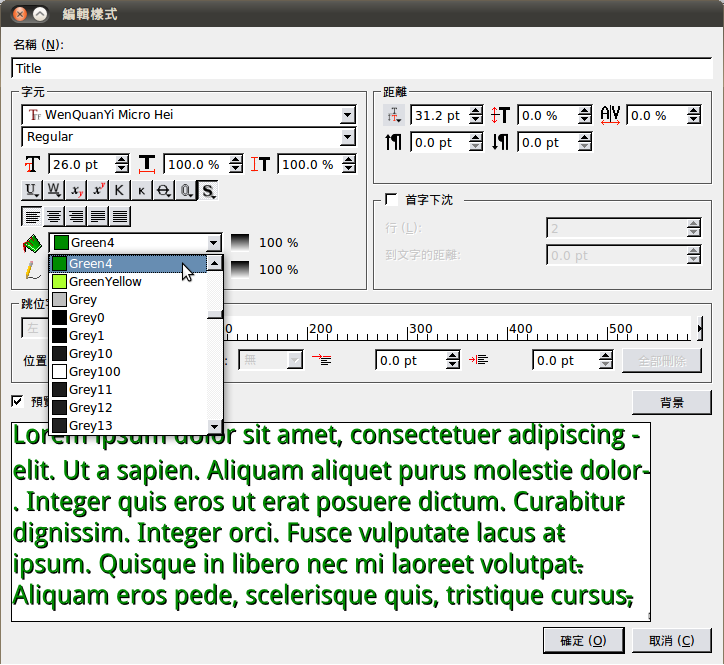 編輯樣式
名稱 (N):
Title
字元
WenQuanYi Micro Hei
Regular
26.0 pt
100.0 %
100.0 %
Green4
100 %
100 %
Green4
GreenYellow
Grey
Grey0
Grey1
Grey10
Grey100
Grey11
Grey12
Grey13
距離
31.2 pt
0.0 %
0.0 %
0.0 pt
0.0 pt
首字下沈
行 (L):
2
到文字的距離:
0.0 pt
跳位
左
200
300
400
500
位置
無
0.0 pt
0.0 pt
全部刪除
預
背景
Lorem ipsum dolor sit amet, consectetuer adipiscing -
elit. Ut a sapien. Aliquam aliquet purus molestie dolor-
. Integer quis eros ut erat posuere dictum. Curabitur
dignissim. Integer orci. Fusce vulputate lacus at
ipsum. Quisque in libero nec mi laoreet volutpat.
Aliquam eros pede, scelerisque quis, tristique cursus,
確定 (O)
取消 (C)